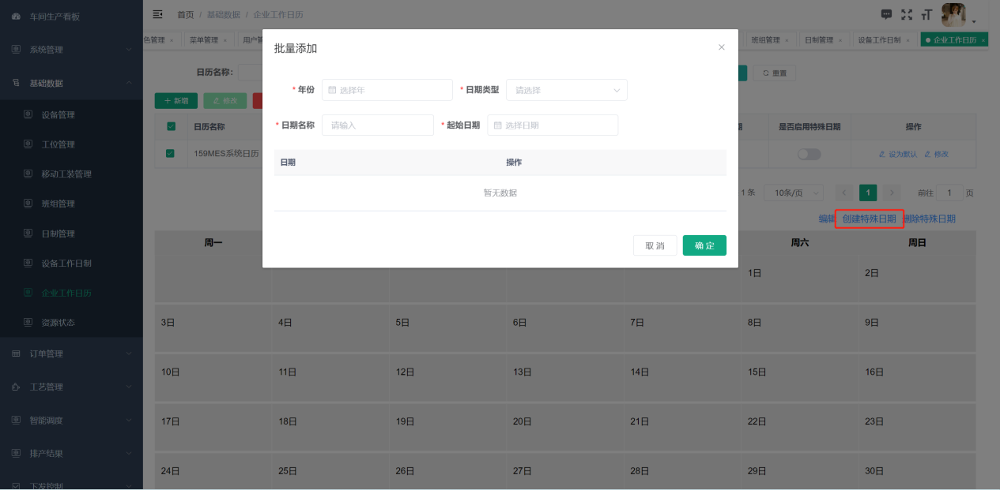 车间生产看板
系统管理
基础数据
设备管理
工位管理
移动工装管理
班组管理
日制管理
设备工作日制
企业工作日历
资源状态
订单管理
工艺管理
智能调度
排产结果
下发控制
首页 / 基础数据 / 企业工作日历
色管理 × 菜单管理 × 用户管 班组管理 × 日制管理 × 设备工作日制 × 企业工作日历 ×
日历名称: 重置
+ 新增 修改
日历名称 是否启用特殊日期 操作
159MES系统日历 设为默认 修改
1 条 10条/页 1 前往 1 页
编辑 创建特殊日期 删除特殊日期
批量添加 ×
* 年份 选择年 * 日期类型 请选择
* 日期名称 请输入 * 起始日期 选择日期
日期 操作
暂无数据
取消 确定
周一 周六 周日
1日 2日
3日 4日 5日 6日 7日 8日 9日
10日 11日 12日 13日 14日 15日 16日
17日 18日 19日 20日 21日 22日 23日
24日 25日 26日 27日 28日 29日 30日